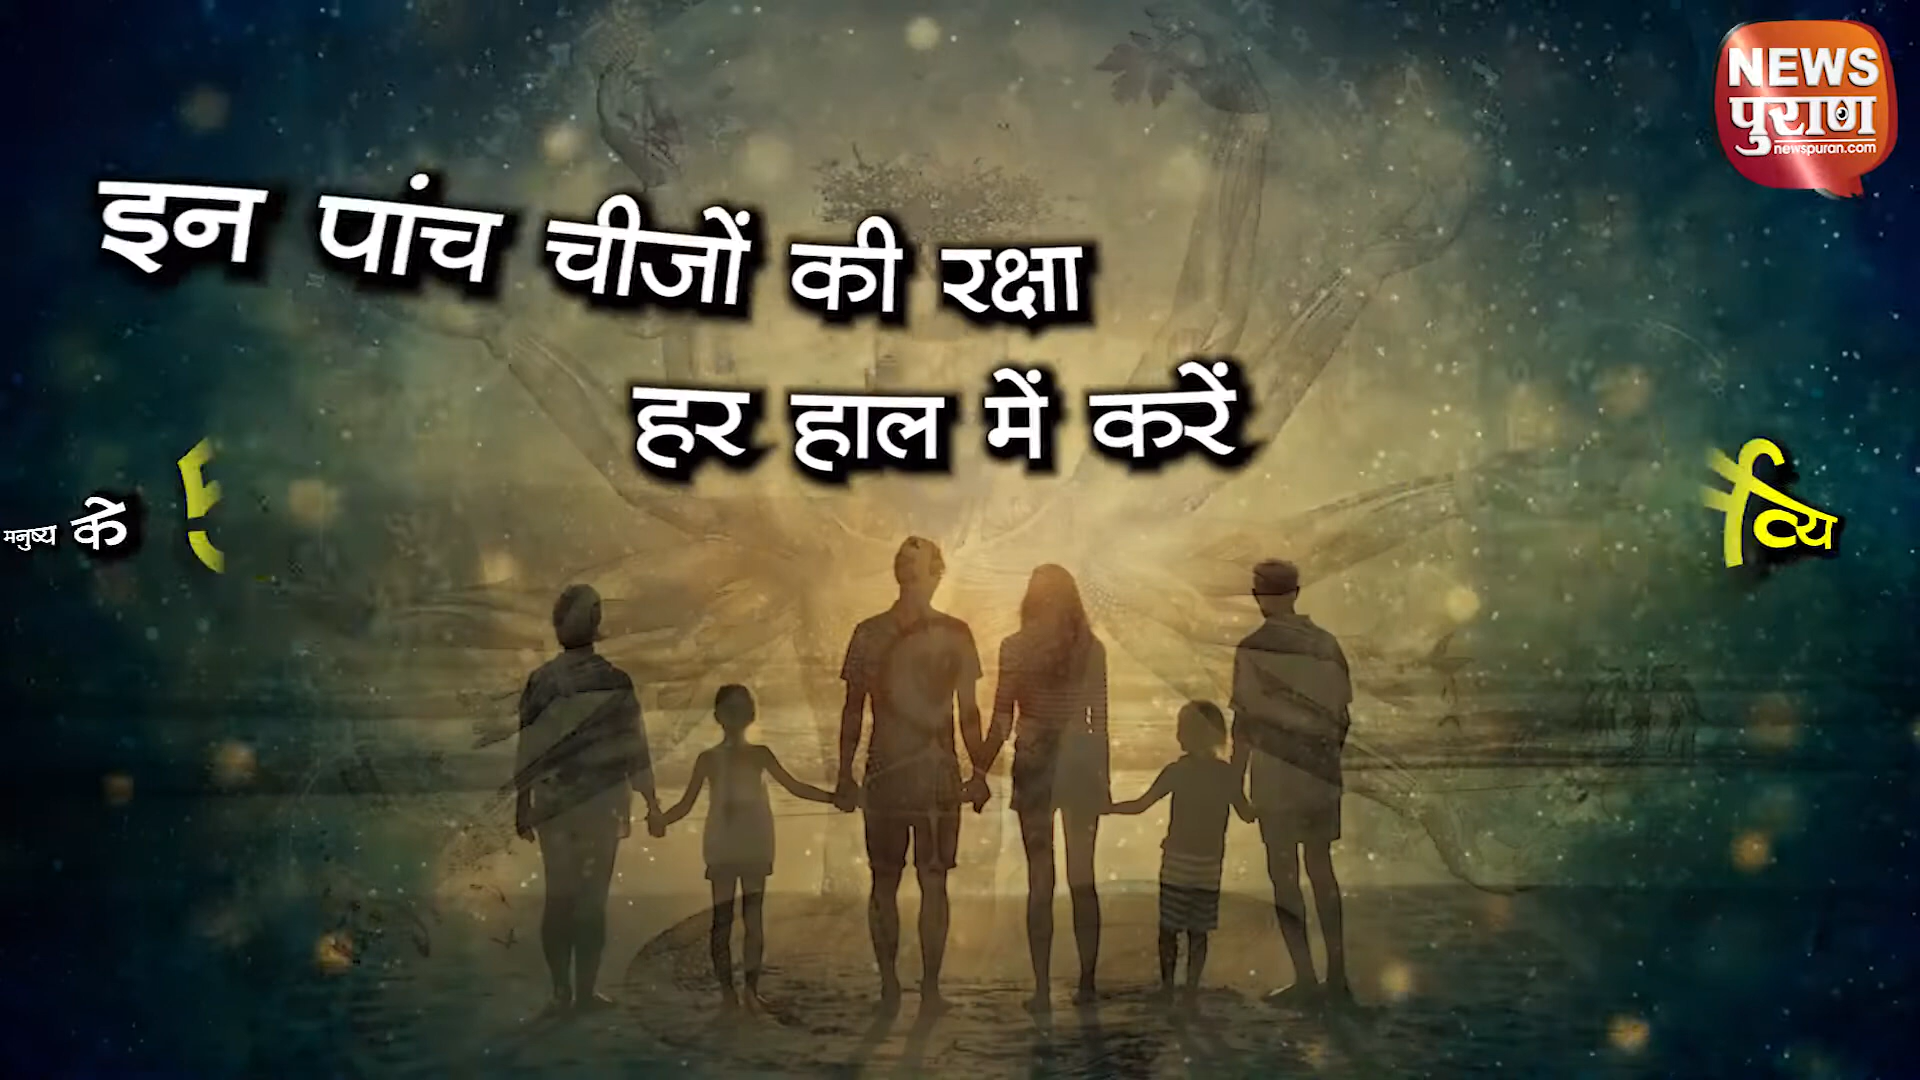 NEWS
पुराण
newspuran.com
इन पांच चीजों की रक्षा
हर हाल में करें
मनुष्य के